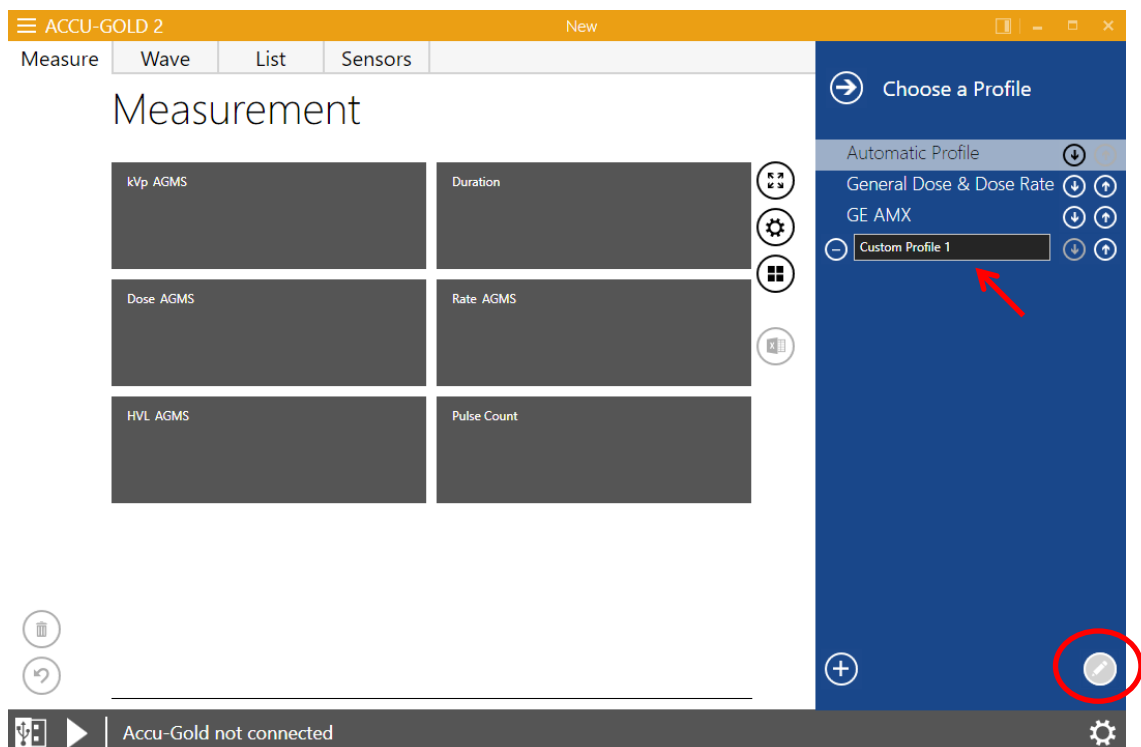 ACCU-GOLD 2
New
Measure Wave List Sensors
Measurement
kVp AGMS
Duration
Dose AGMS
Rate AGMS
HVL AGMS
Pulse Count
Choose a Profile
Automatic Profile
General Dose & Dose Rate
GE AMX
Custom Profile 1
Accu-Gold not connected